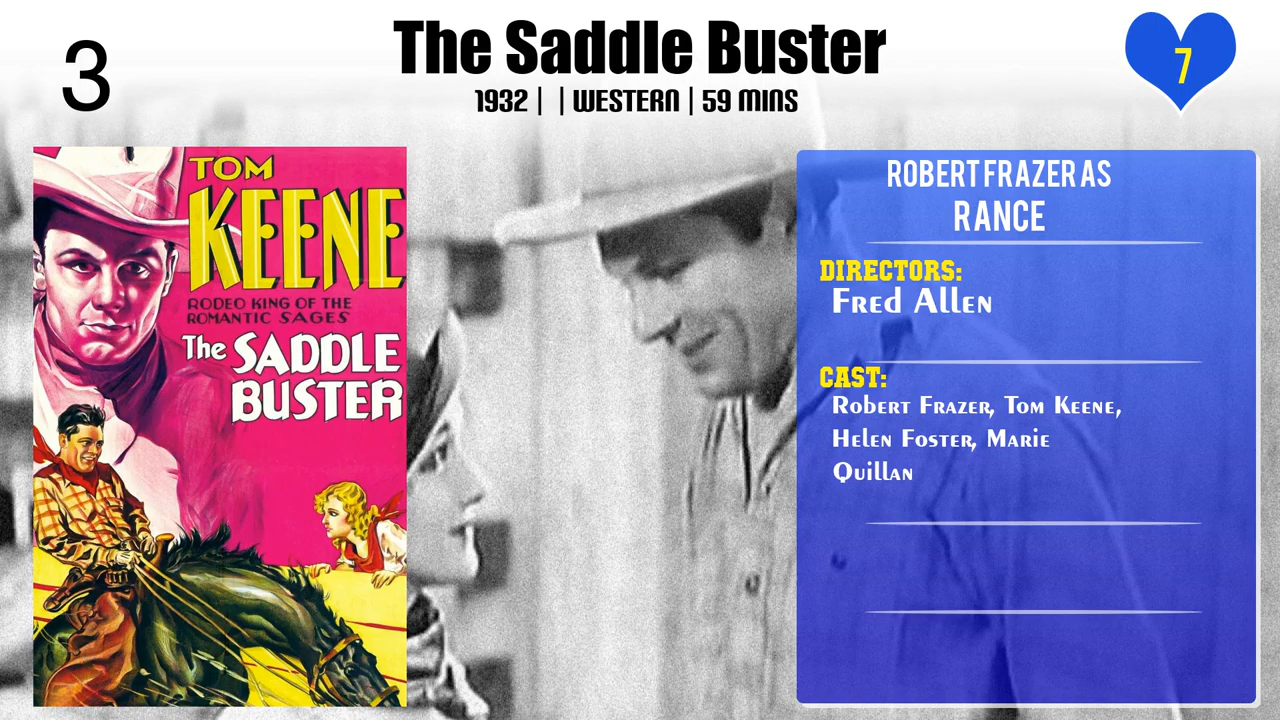 3
The Saddle Buster
7
1932 | | WESTERN | 59 MINS
TOM
KEENE
RODEO KING OF THE
ROMANTIC SAGES
The SADDLE
BUSTER
ROBERT FRAZER AS
RANCE
DIRECTORS:
Fred Allen
CAST:
Robert Frazer, Tom Keene,
Helen Foster, Marie
Quillan